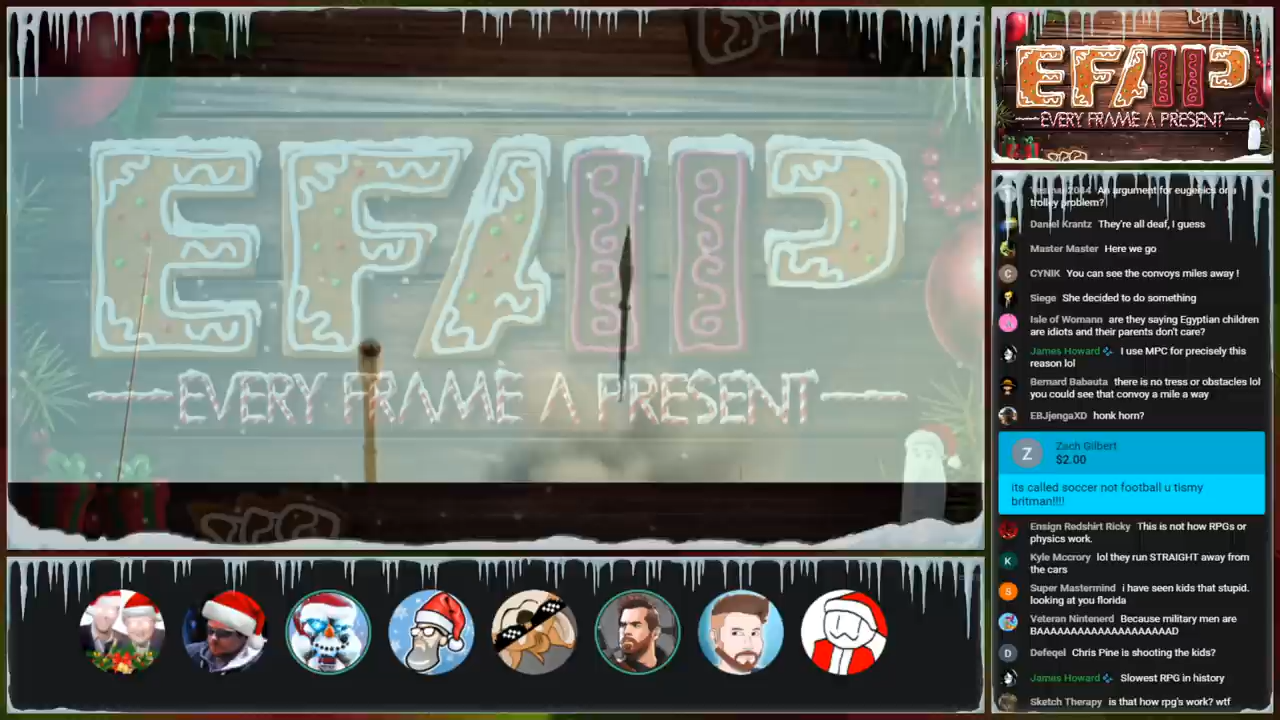 EFAP
EVERY FRAME A PRESENT
EFAP
EVERY FRAME A PRESENT
An argument for eugenics or a
trolley problem?
Daniel Krantz They're all deaf, I guess
Master Master Here we go
C CYNIK You can see the convoys miles away !
Siege She decided to do something
Isle of Womann are they saying Egyptian children
are idiots and their parents don't care?
James Howard I use MPC for precisely this
reason lol
Bernard Babauta there is no tress or obstacles lol
you could see that convoy a mile a way
EBJjengaXD honk horn?
Z Zach Gilbert
$2.00
its called soccer not football u tismy
britman!!!!
Ensign Redshirt Ricky This is not how RPGs or
physics work.
K Kyle Mccrory lol they run STRAIGHT away from
the cars
S Super Mastermind i have seen kids that stupid.
looking at you florida
Veteran Nintenerd Because military men are
BAAAAAAAAAAAAAAAAAAAAD
D Defeqel Chris Pine is shooting the kids?
James Howard Slowest RPG in history
Sketch Therapy is that how rpg's work? wtf